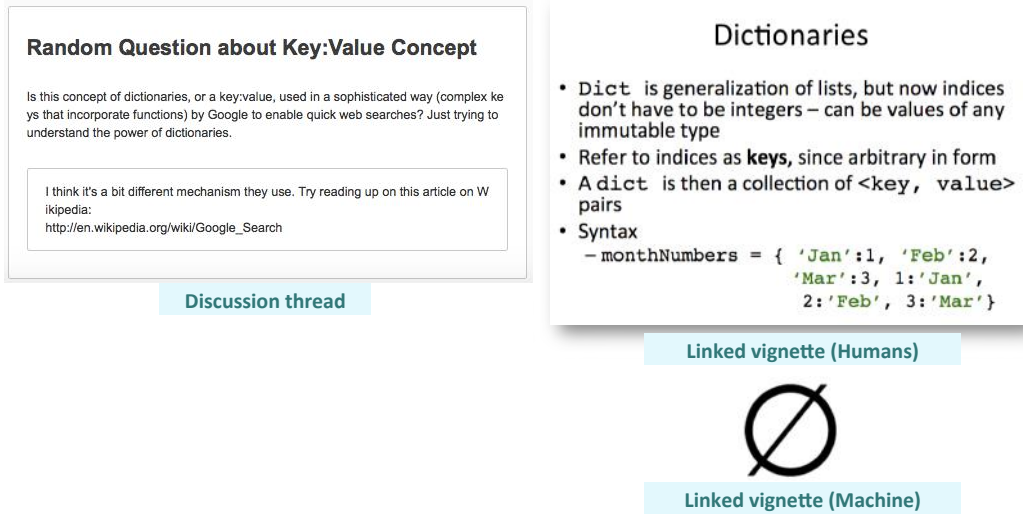 Random Question about Key:Value Concept
Is this concept of dictionaries, or a key:value, used in a sophisticated way (complex ke
ys that incorporate functions) by Google to enable quick web searches? Just trying to
understand the power of dictionaries.
I think it's a bit different mechanism they use. Try reading up on this article on W
ikipedia:
http://en.wikipedia.org/wiki/Google_Search
Discussion thread
Dictionaries
• Dict is generalization of lists, but now indices
don't have to be integers – can be values of any
immutable type
• Refer to indices as keys, since arbitrary in form
• A dict is then a collection of <key, value>
pairs
• Syntax
– monthNumbers = { 'Jan':1, 'Feb':2,
'Mar':3, 1:'Jan',
2:'Feb', 3:'Mar'}
Linked vignette (Humans)
Ø
Linked vignette (Machine)